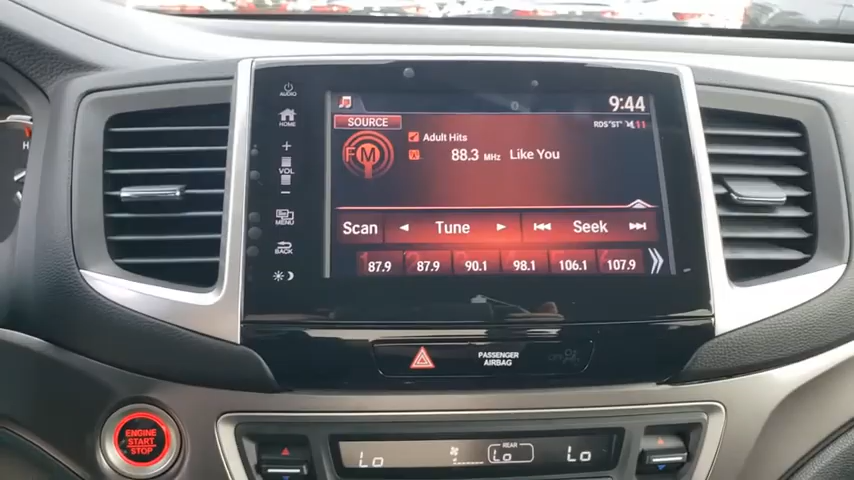 AUDIO
HOME
+
VOL
-
MENU
BACK
9:44
SOURCE
RDS "ST" 11
FM
Adult Hits
88.3 MHz Like You
Scan Tune Seek
87.9 87.9 90.1 98.1 106.1 107.9
PASSENGER
AIRBAG
OFF
ENGINE
START
STOP
REAR
Lo Lo Lo